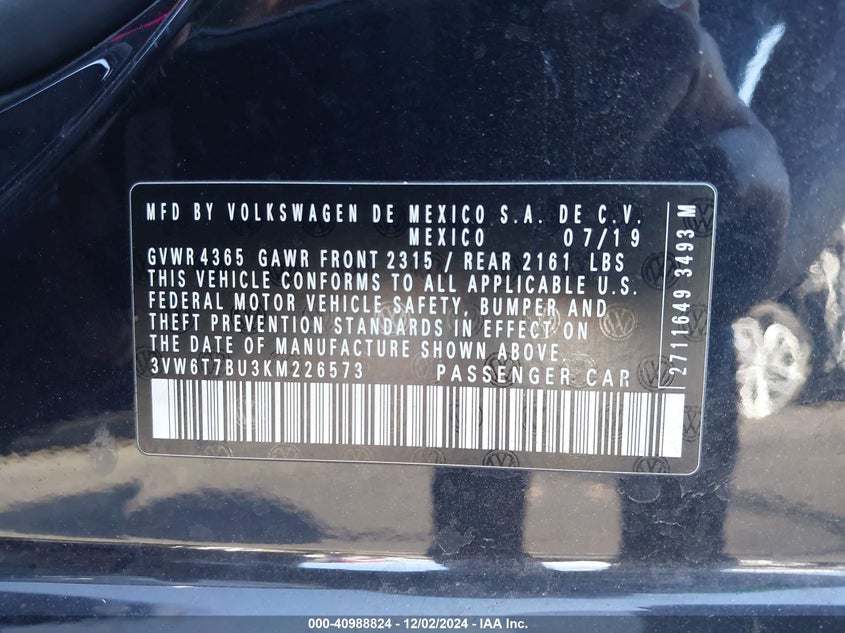 MFD BY VOLKSWAGEN DE MEXICO S.A. DE C.V.
MEXICO 07/19
GVWR 4365 GAWR FRONT 2315 / REAR 2161 LBS
THIS VEHICLE CONFORMS TO ALL APPLICABLE U.S.
FEDERAL MOTOR VEHICLE SAFETY, BUMPER AND
THEFT PREVENTION STANDARDS IN EFFECT ON
THE DATE OF MANUFACTURE SHOWN ABOVE.
3VW6T7BU3KM226573 PASSENGER CAR
2711649 3493 M
000-40988824 - 12/02/2024 - IAA, Inc.